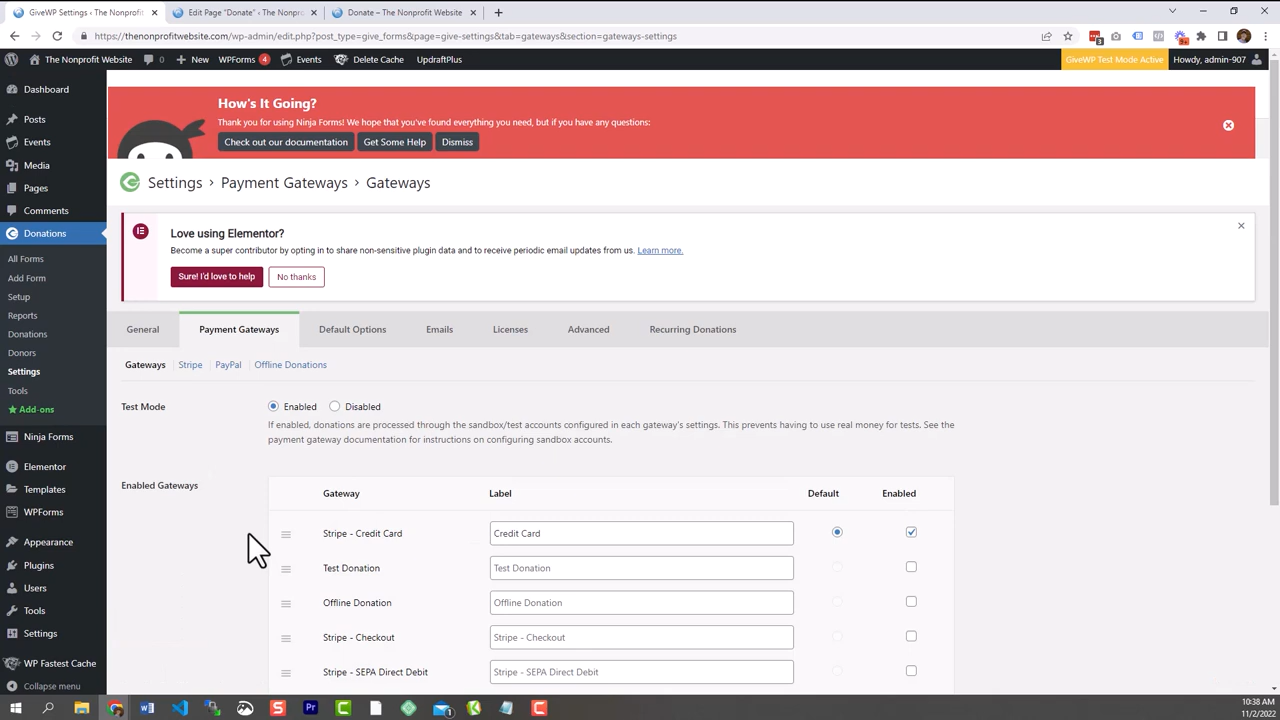 GiveWP Settings ‹ The Nonprofit
Edit Page "Donate" ‹ The Nonpro
Donate – The Nonprofit Website
https://thenonprofitwebsite.com/wp-admin/edit.php?post_type=give_forms&page=give-settings&tab=gateways&section=gateways-settings
3
9+
The Nonprofit Website
0
New
WPForms 4
Events
Delete Cache
UpdraftPlus
GiveWP Test Mode Active
Howdy, admin-907
Dashboard
Posts
Events
Media
Pages
Comments
Donations
All Forms
Add Form
Setup
Reports
Donations
Donors
Settings
Tools
Add-ons
Ninja Forms
Elementor
Templates
WPForms
Appearance
Plugins
Users
Tools
Settings
WP Fastest Cache
Collapse menu
How's It Going?
Thank you for using Ninja Forms! We hope that you've found everything you need, but if you have any questions:
Check out our documentation
Get Some Help
Dismiss
Settings › Payment Gateways › Gateways
Love using Elementor?
Become a super contributor by opting in to share non-sensitive plugin data and to receive periodic email updates from us. Learn more.
Sure! I'd love to help
No thanks
General
Payment Gateways
Default Options
Emails
Licenses
Advanced
Recurring Donations
Gateways
Stripe
PayPal
Offline Donations
Test Mode
Enabled
Disabled
If enabled, donations are processed through the sandbox/test accounts configured in each gateway's settings. This prevents having to use real money for tests. See the
payment gateway documentation for instructions on configuring sandbox accounts.
Enabled Gateways
Gateway
Label
Default
Enabled
Stripe - Credit Card
Credit Card
Test Donation
Test Donation
Offline Donation
Offline Donation
Stripe - Checkout
Stripe - Checkout
Stripe - SEPA Direct Debit
Stripe - SEPA Direct Debit
10:38 AM
11/2/2022